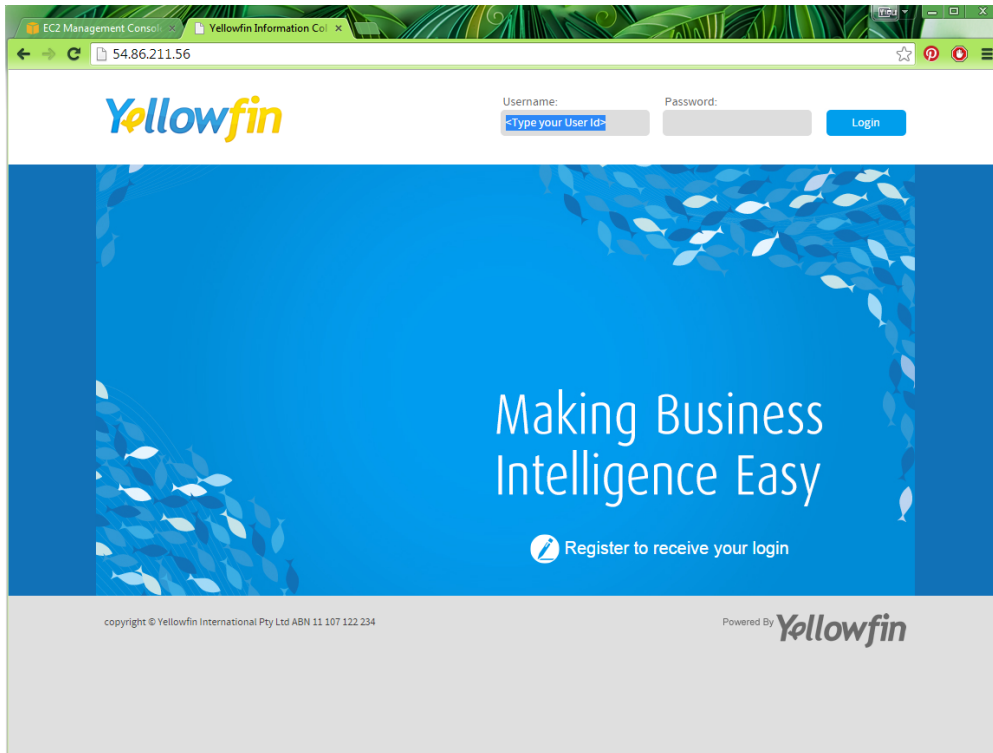 EC2 Management Consol
Yellowfin Information Col
54.86.211.56
Yellowfin
Username:
Password:
<Type your User Id>
Login
Making Business
Intelligence Easy
Register to receive your login
copyright © Yellowfin International Pty Ltd ABN 11 107 122 234
Powered By Yellowfin